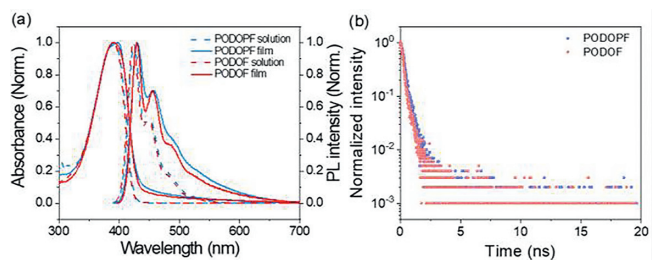 (a)
PODOPF solution
PODOPF film
PODOF solution
PODOF film
Absorbance (Norm.)
1.0
0.8
0.6
0.4
0.2
0.0
300 400 500 600 700
Wavelength (nm)
1.0
0.8
0.6
0.4
0.2
0.0
PL intensity (Norm.)
(b)
PODOPF
PODOF
Normalized intensity
10⁰
10⁻¹
10⁻²
10⁻³
0 5 10 15 20
Time (ns)